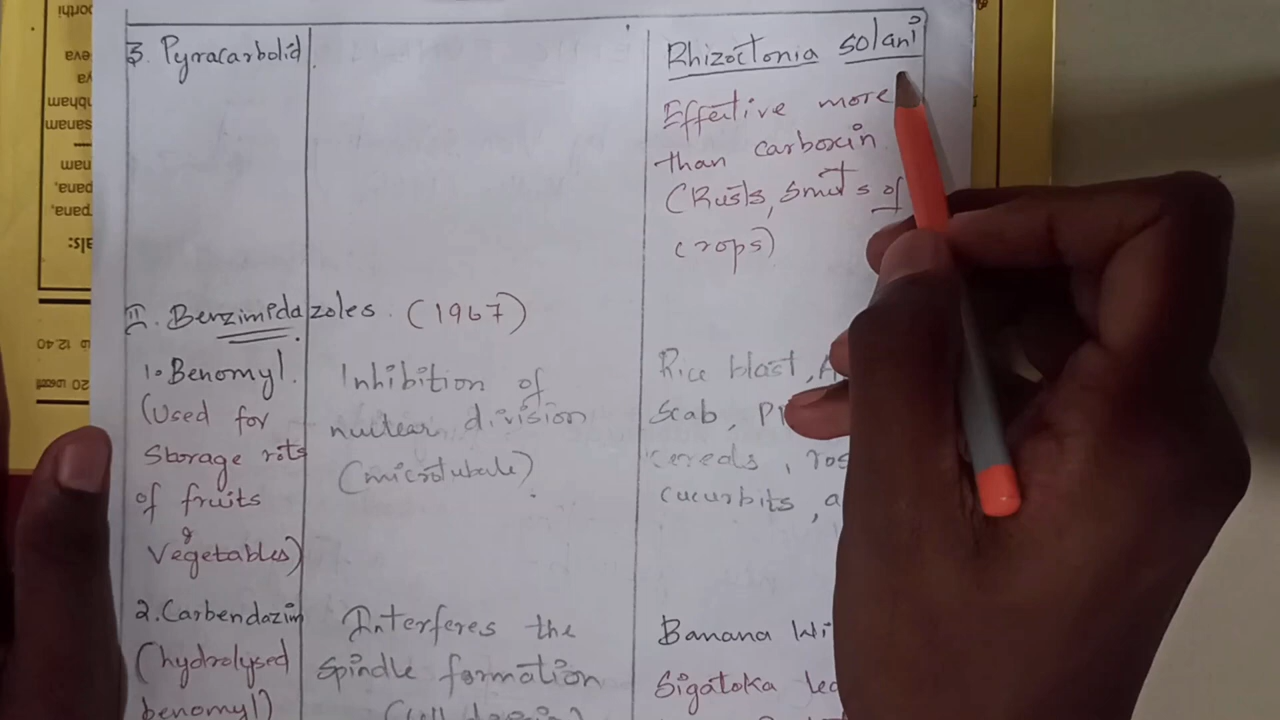 3. Pyracarbolid
Rhizoctonia solani
Effective more
than carboxin
(Rusts, Smuts of
crops)
II. Benzimidazoles. (1967)
1. Benomyl.
(Used for
Storage rots
of fruits
&
Vegetables)
Inhibition of
nuclear division
(microtubule)
Rice blast,
Scab,
cereals,
cucurbits,
2. Carbendazim
(hydrolysed
benomyl)
Interferes the
spindle formation
Banana
Sigatoka